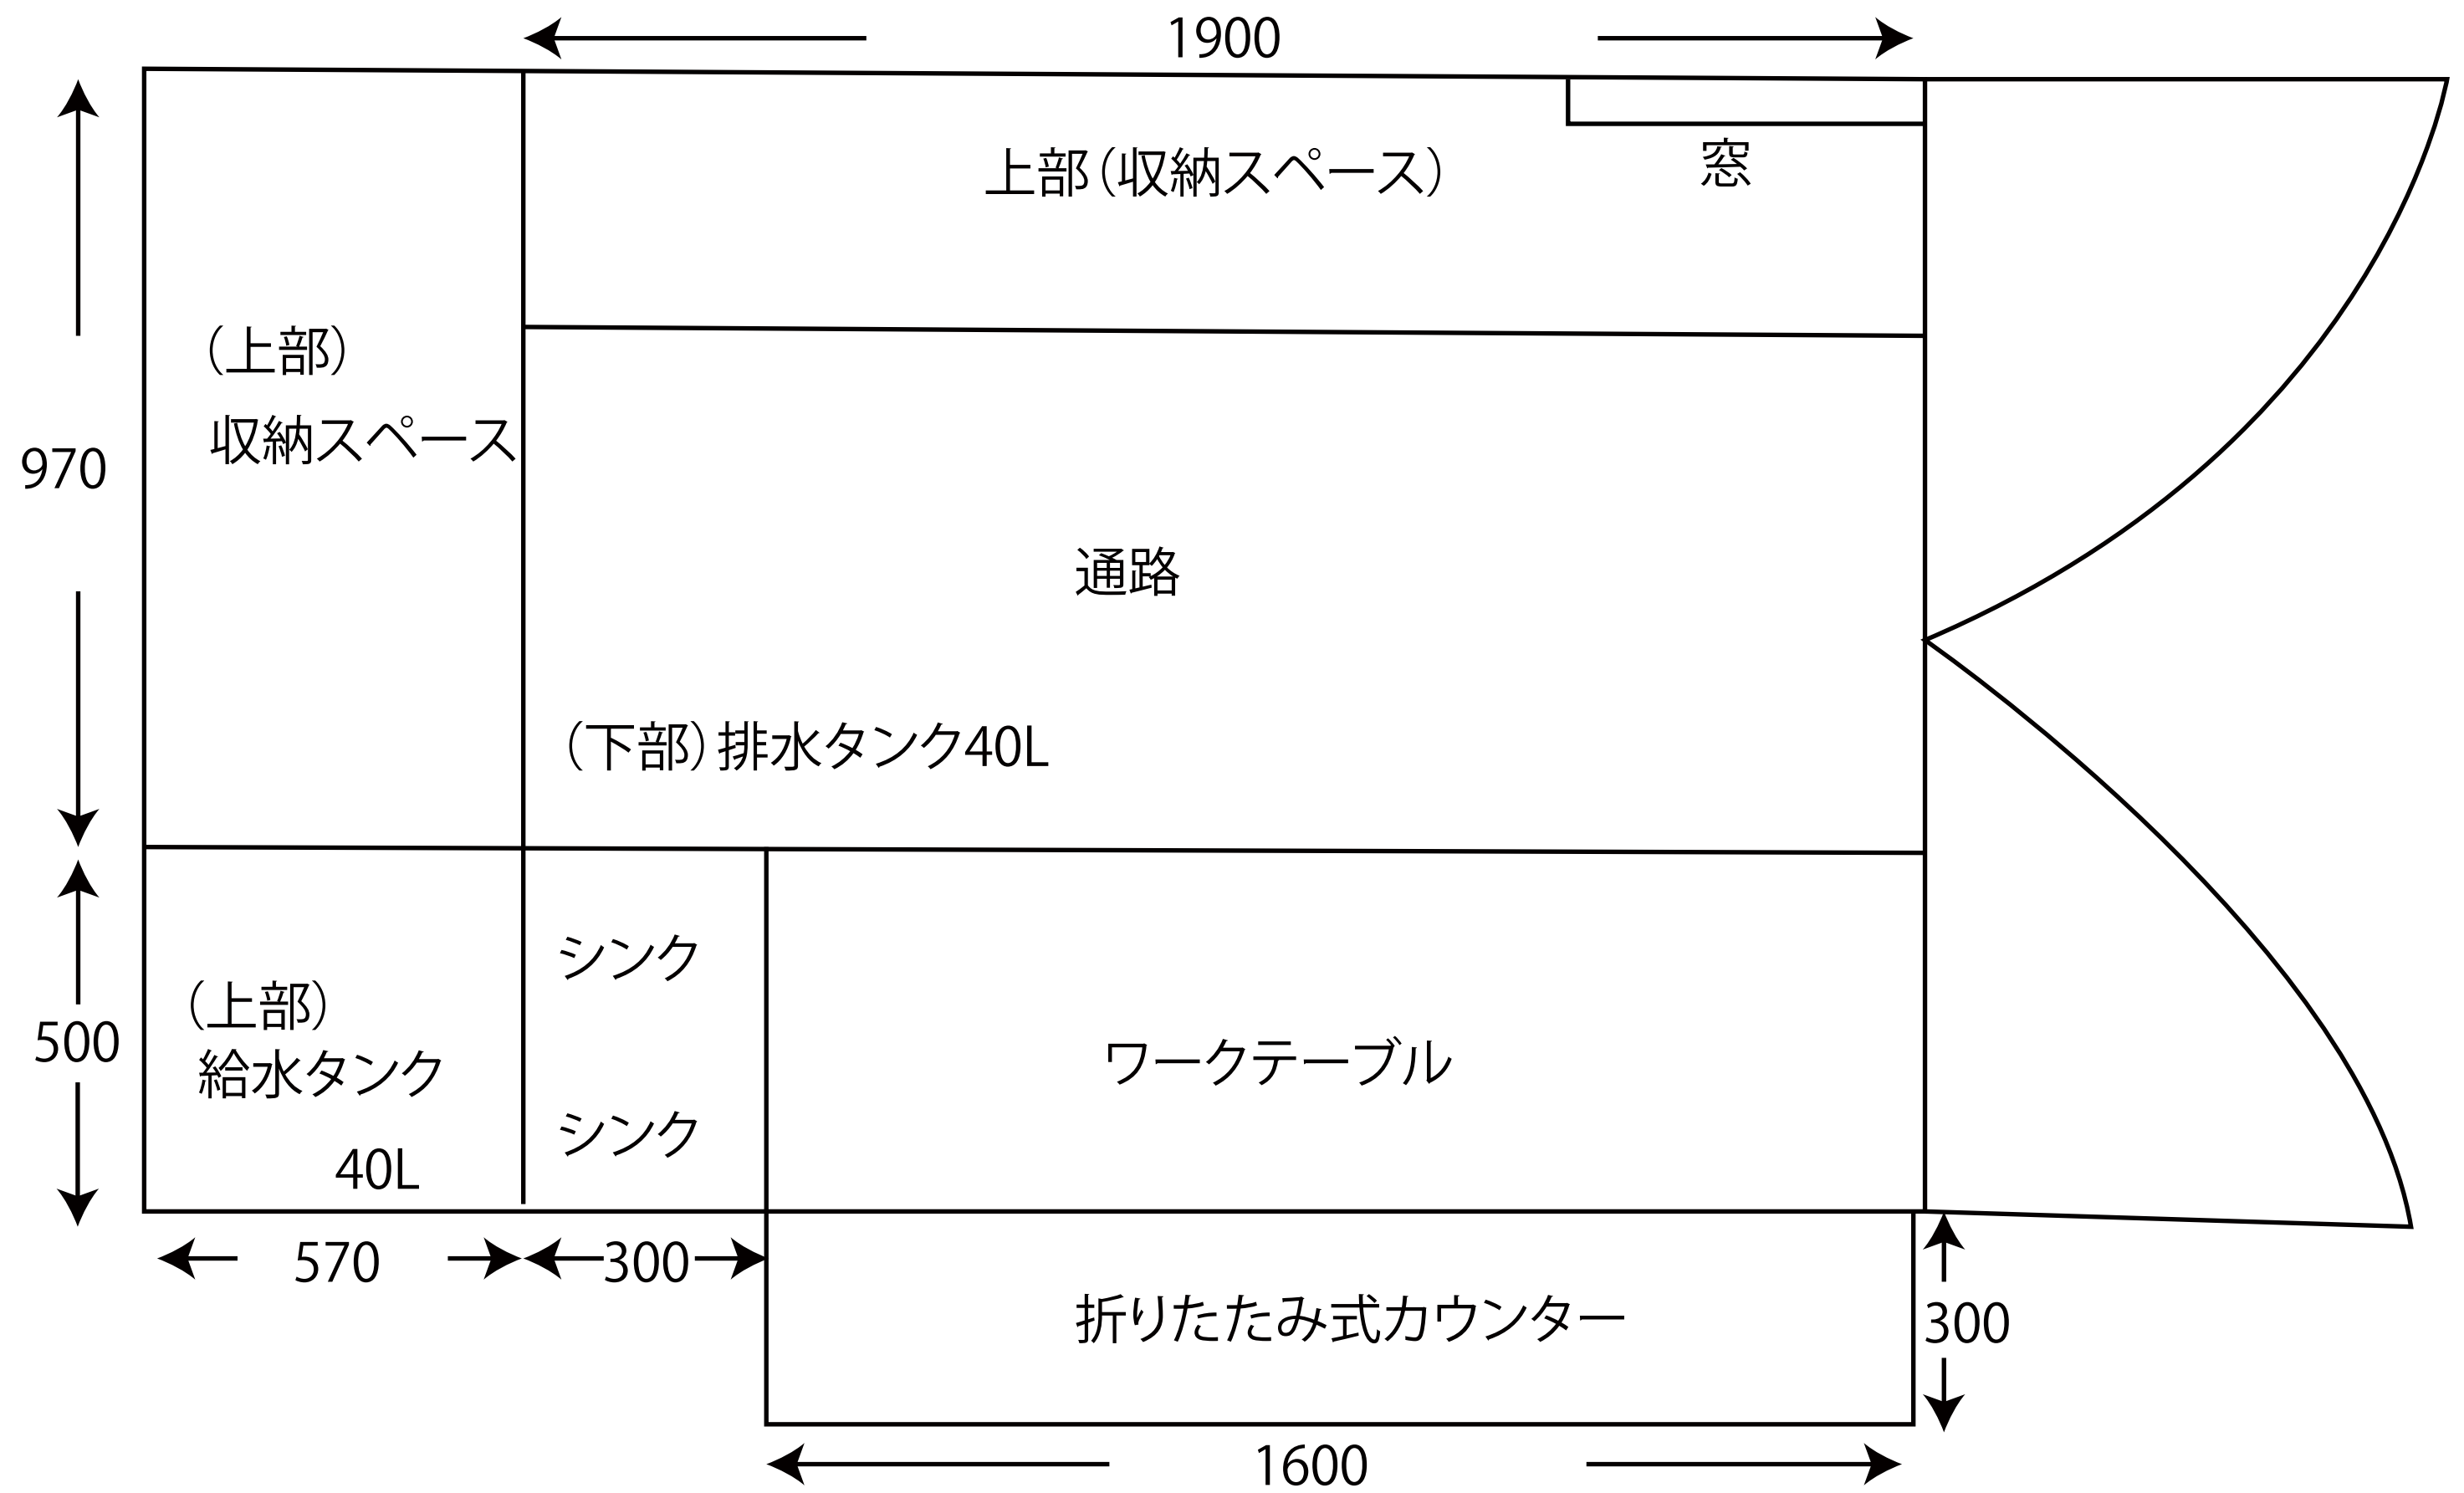 1900
上部(収納スペース)
窓
(上部)
収納スペース
970
通路
(下部)排水タンク40L
シンク
(上部)
給水タンク
40L
500
シンク
ワークテーブル
570
300
折りたたみ式カウンター
300
1600